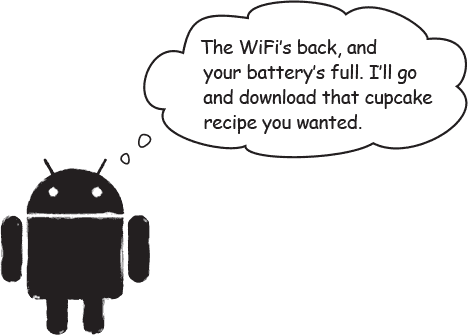 The WiFi’s back, and
your battery’s full. I’ll go
and download that cupcake
recipe you wanted.